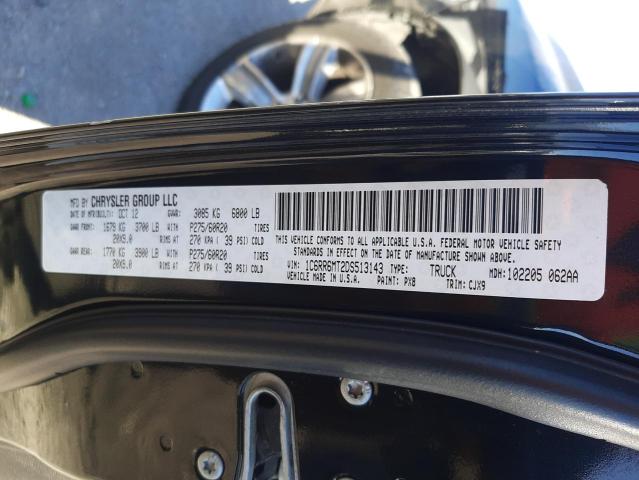 MFD BY CHRYSLER GROUP LLC
DATE OF MFR(BUILT): OCT 12 GVWR: 3085 KG 6800 LB
GAWR FRONT: 1679 KG 3700 LB WITH P275/60R20 TIRES
20X9.0 RIMS AT 270 KPA ( 39 PSI) COLD
GAWR REAR: 1770 KG 3900 LB WITH P275/60R20 TIRES
20X9.0 RIMS AT 270 KPA ( 39 PSI) COLD
THIS VEHICLE CONFORMS TO ALL APPLICABLE U.S.A. FEDERAL MOTOR VEHICLE SAFETY
STANDARDS IN EFFECT ON THE DATE OF MANUFACTURE SHOWN ABOVE.
VIN: 1C6RR6MT2DS513143 TYPE: TRUCK MDH: 102205 062AA
VEHICLE MADE IN U.S.A. PAINT: PX8 TRIM: CJX9